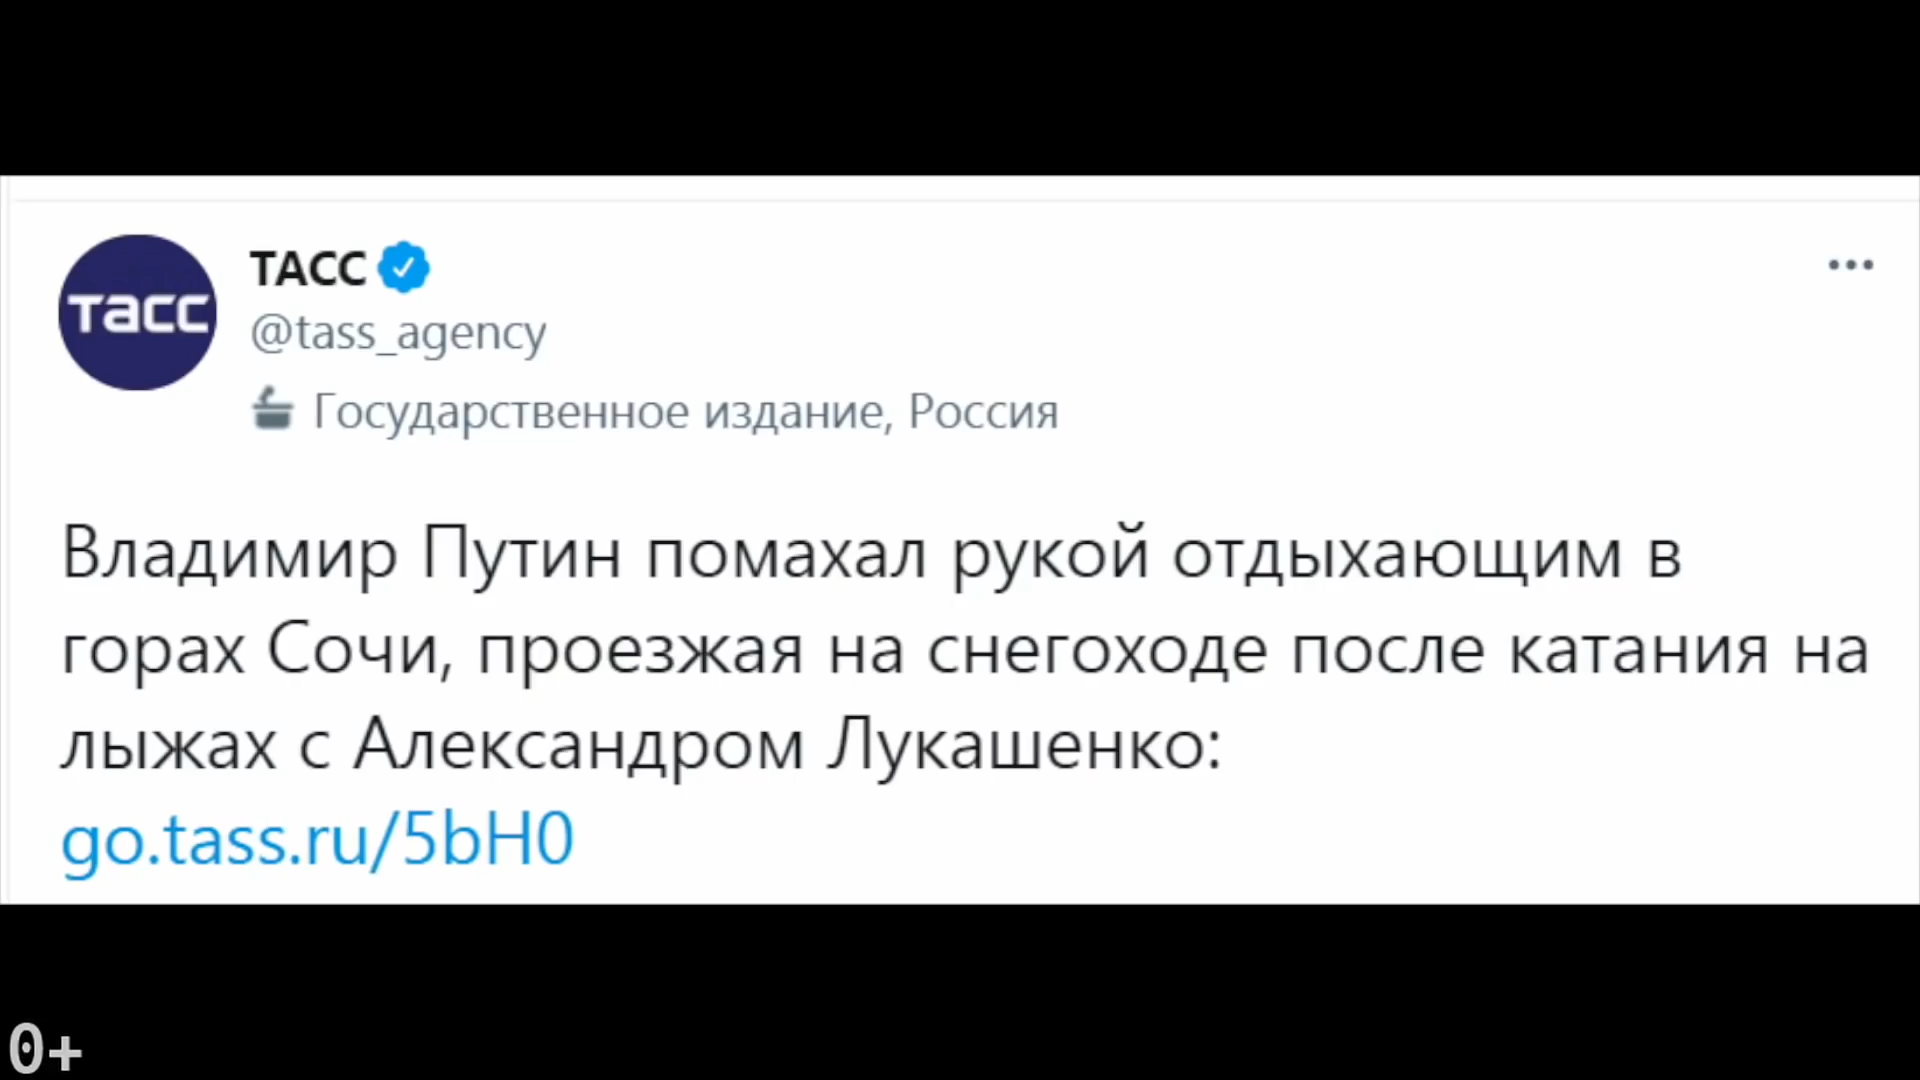 тасс
ТАСС
@tass_agency
Государственное издание, Россия
Владимир Путин помахал рукой отдыхающим в
горах Сочи, проезжая на снегоходе после катания на
лыжах с Александром Лукашенко:
go.tass.ru/5bH0
0+